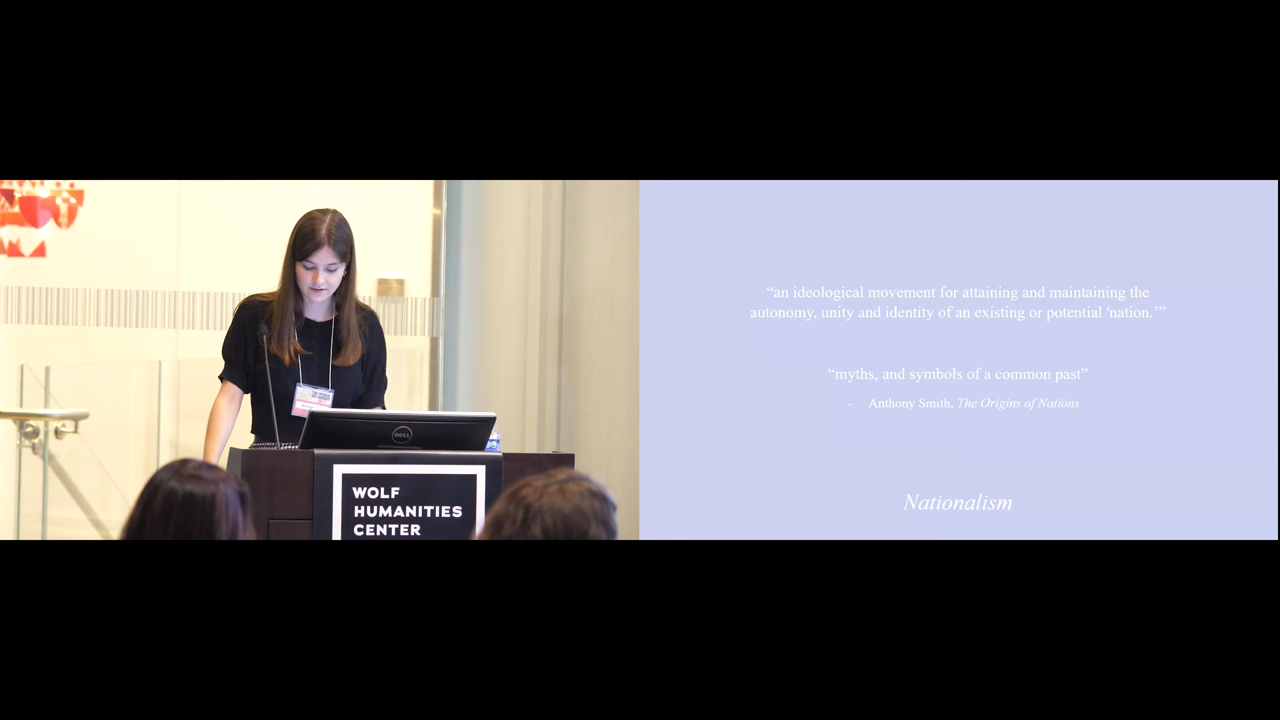 WOLF
HUMANITIES
CENTER
DELL
“an ideological movement for attaining and maintaining the
autonomy, unity and identity of an existing or potential 'nation.'”
“myths, and symbols of a common past”
- Anthony Smith, The Origins of Nations
Nationalism